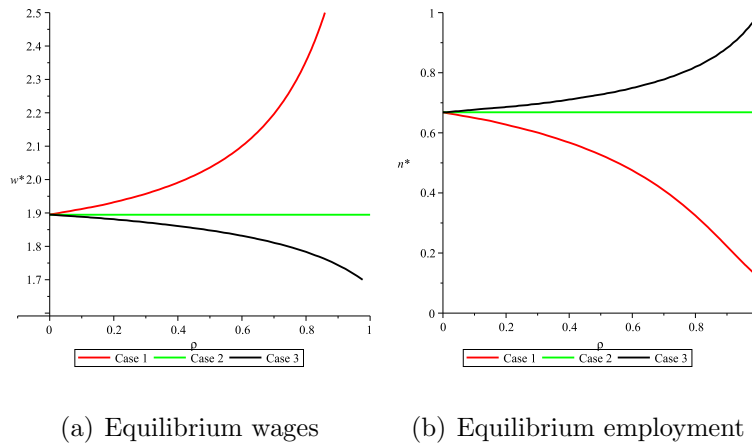 2.5
2.4
2.3
2.2
2.1
w* 2.0
1.9
1.8
1.7
0 0.2 0.4 0.6 0.8 1
ρ
Case 1 Case 2 Case 3
(a) Equilibrium wages
1
0.8
0.6
n*
0.4
0.2
0
0 0.2 0.4 0.6 0.8
ρ
Case 1 Case 2 Case 3
(b) Equilibrium employment